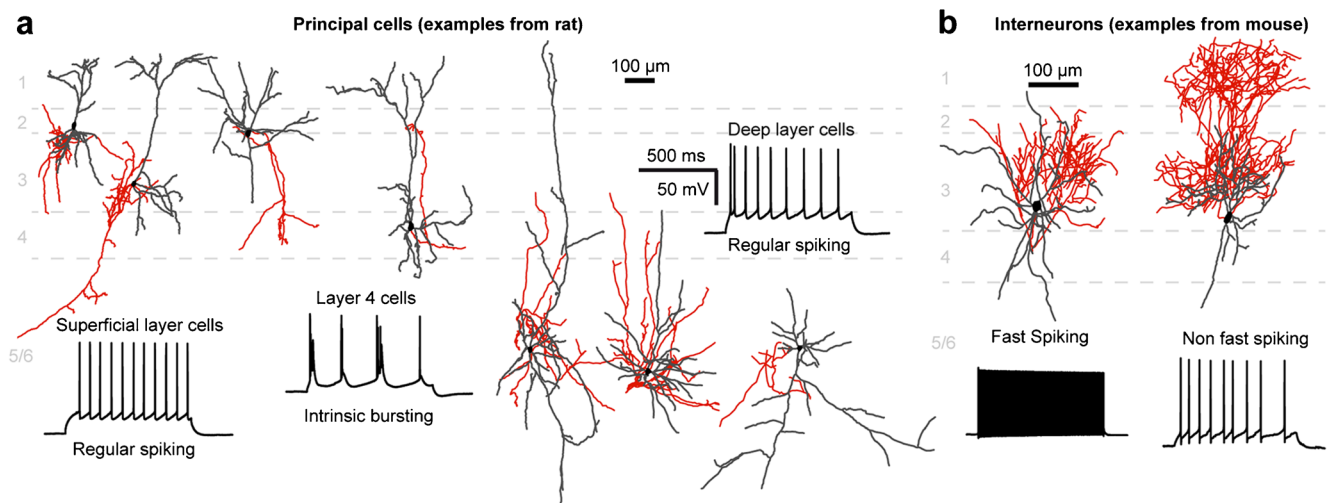 a
Principal cells (examples from rat)
b
Interneurons (examples from mouse)
1
2
3
4
5/6
100 µm
500 ms
50 mV
Deep layer cells
Regular spiking
Layer 4 cells
Intrinsic bursting
Superficial layer cells
Regular spiking
1
2
3
4
5/6
100 µm
Fast Spiking
Non fast spiking